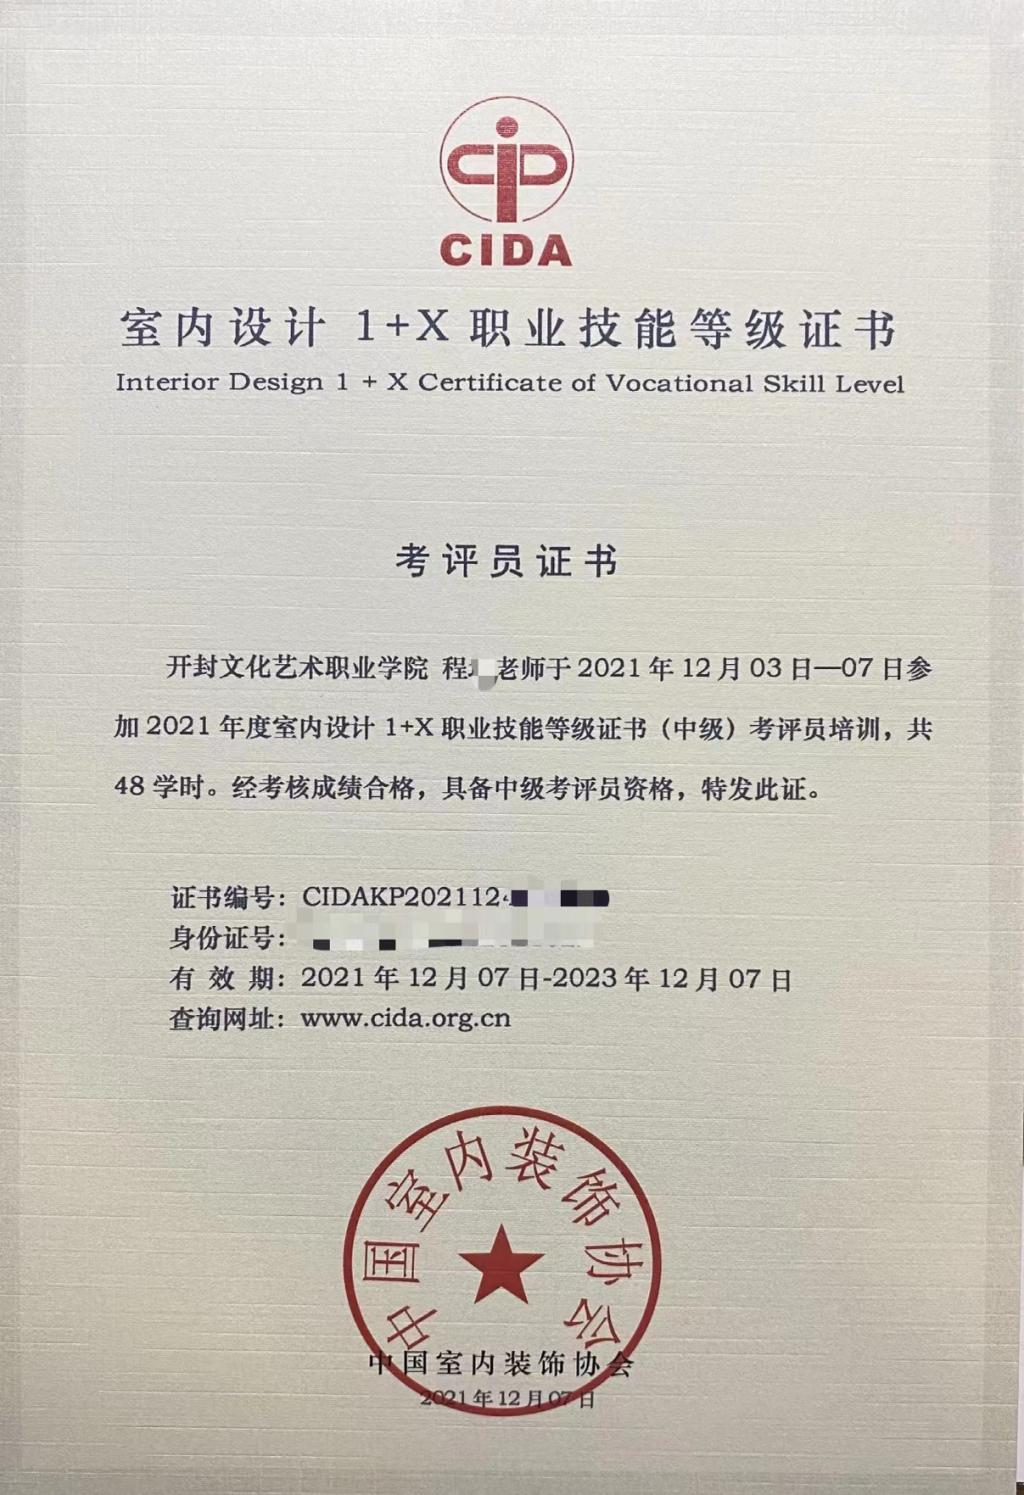 CIDA
室内设计 1+X 职业技能等级证书
Interior Design 1 + X Certificate of Vocational Skill Level
考评员证书
开封文化艺术职业学院 程 老师于 2021 年 12 月 03 日—07 日参
加 2021 年度室内设计 1+X 职业技能等级证书（中级）考评员培训，共
48 学时。经考核成绩合格，具备中级考评员资格，特发此证。
证书编号：CIDAKP202112
身份证号：
有 效 期：2021 年 12 月 07 日-2023 年 12 月 07 日
查询网址：www.cida.org.cn
中国室内装饰协会
中国室内装饰协会
2021 年 12 月 07 日